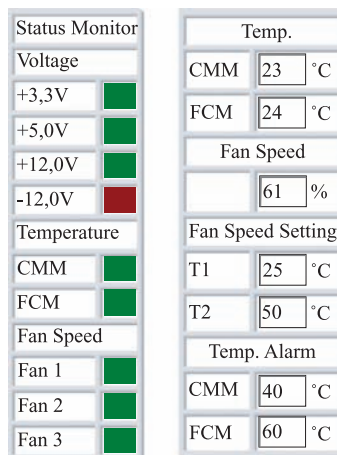 Status Monitor
Voltage
+3,3V
+5,0V
+12,0V
-12,0V
Temperature
CMM
FCM
Fan Speed
Fan 1
Fan 2
Fan 3
Temp.
CMM 23 °C
FCM 24 °C
Fan Speed
61 %
Fan Speed Setting
T1 25 °C
T2 50 °C
Temp. Alarm
CMM 40 °C
FCM 60 °C